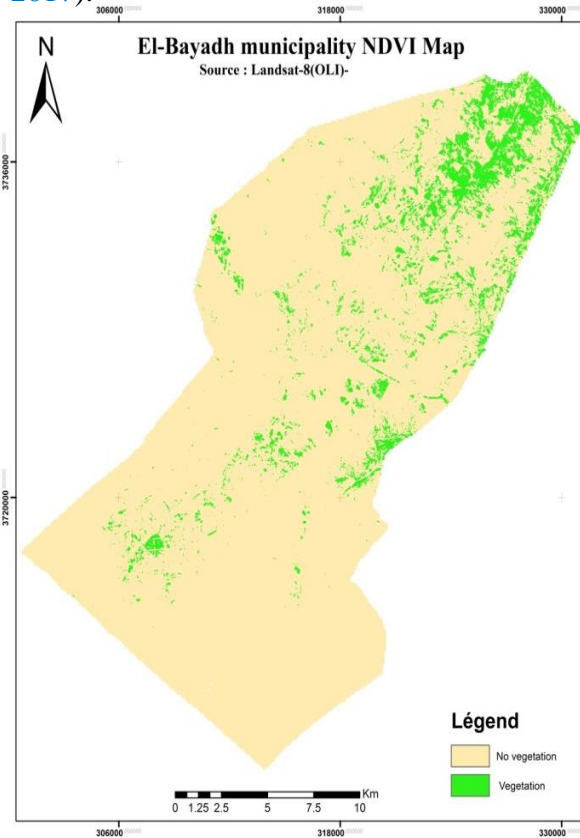 306000 318000 330000
N
El-Bayadh municipality NDVI Map
Source : Landsat-8(OLI)-
3736000
3720000
Légend
No vegetation
Vegetation
Km
0 1.25 2.5 5 7.5 10
306000 318000 330000